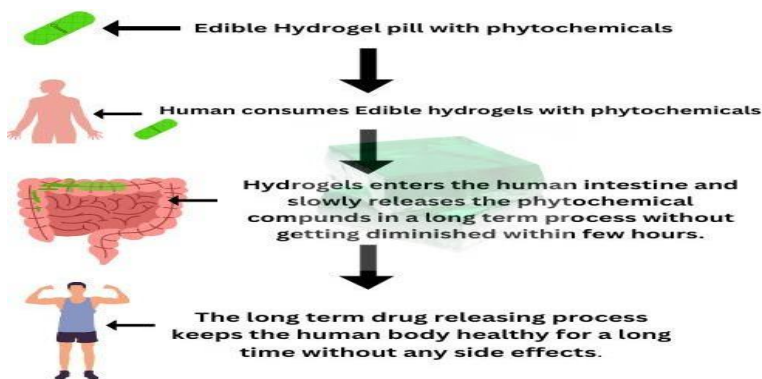 Edible Hydrogel pill with phytochemicals
Human consumes Edible hydrogels with phytochemicals
Hydrogels enters the human intestine and
slowly releases the phytochemical
compunds in a long term process without
getting diminished within few hours.
The long term drug releasing process
keeps the human body healthy for a long
time without any side effects.